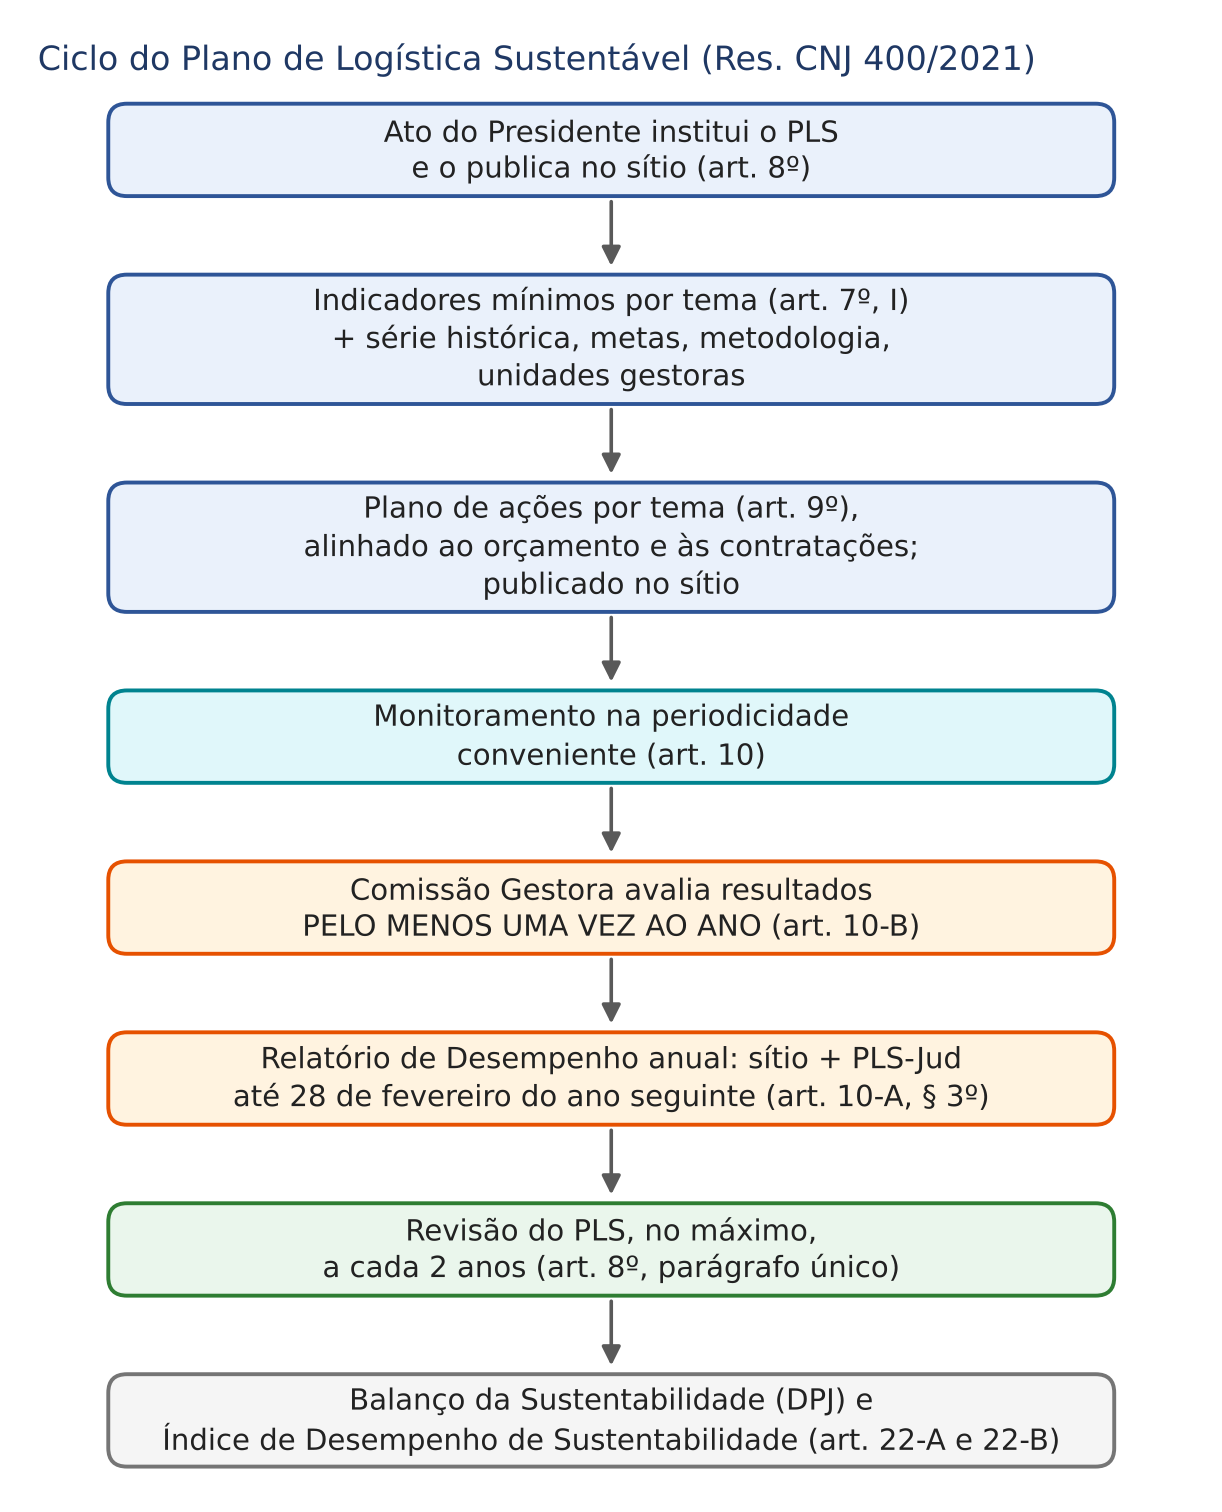 Ciclo do Plano de Logística Sustentável (Res. CNJ 400/2021)
Ato do Presidente institui o PLS
e o publica no sítio (art. 8º)
Indicadores mínimos por tema (art. 7º, I)
+ série histórica, metas, metodologia,
unidades gestoras
Plano de ações por tema (art. 9º),
alinhado ao orçamento e às contratações;
publicado no sítio
Monitoramento na periodicidade
conveniente (art. 10)
Comissão Gestora avalia resultados
PELO MENOS UMA VEZ AO ANO (art. 10-B)
Relatório de Desempenho anual: sítio + PLS-Jud
até 28 de fevereiro do ano seguinte (art. 10-A, § 3º)
Revisão do PLS, no máximo,
a cada 2 anos (art. 8º, parágrafo único)
Balanço da Sustentabilidade (DPJ) e
Índice de Desempenho de Sustentabilidade (art. 22-A e 22-B)